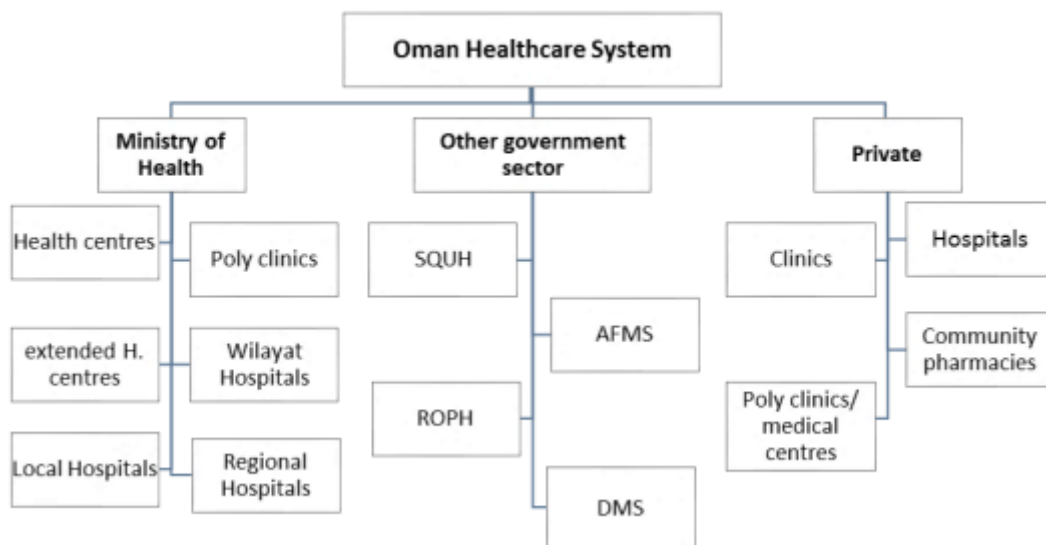 Oman Healthcare System
Ministry of
Health
Other government
sector
Private
Health centres
Poly clinics
SQUH
Clinics
Hospitals
extended H.
centres
Wilayat
Hospitals
AFMS
Community
pharmacies
Local Hospitals
Regional
Hospitals
ROPH
Poly clinics/
medical
centres
DMS